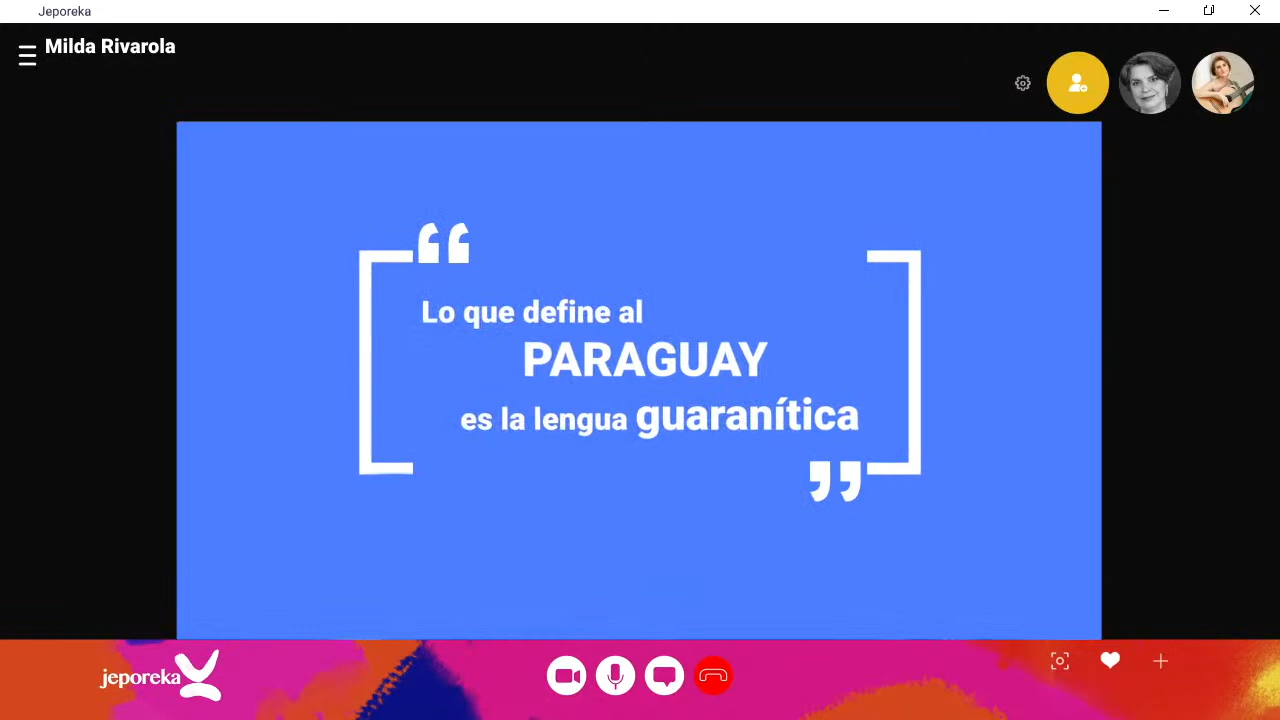 Jeporeka
Milda Rivarola
“
Lo que define al
PARAGUAY
es la lengua guaranítica
”
jeporeka